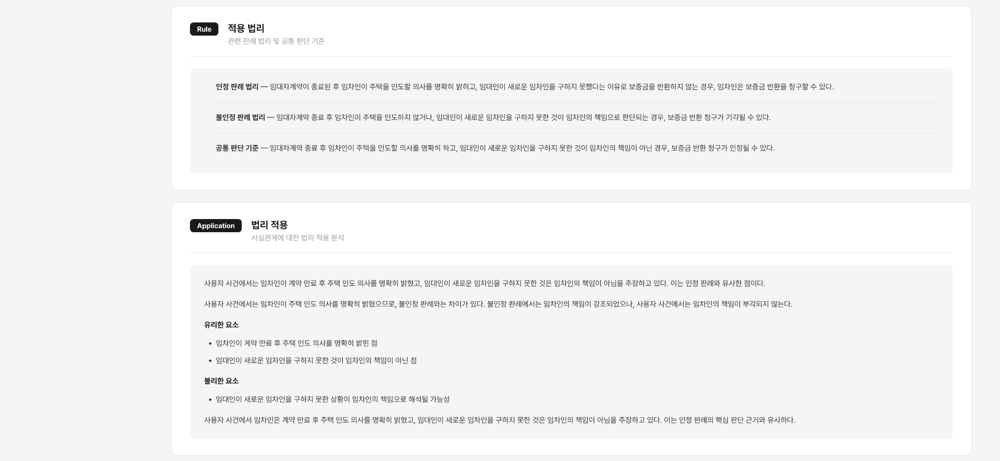 Rule
적용 법리
관련 판례 법리 및 공통 판단 기준
인정 판례 법리 — 임대차계약이 종료된 후 임차인이 주택을 인도할 의사를 명확히 밝히고, 임대인이 새로운 임차인을 구하지 못했다는 이유로 보증금을 반환하지 않는 경우, 임차인은 보증금 반환을 청구할 수 있다.
불인정 판례 법리 — 임대차계약 종료 후 임차인이 주택을 인도하지 않거나, 임대인이 새로운 임차인을 구하지 못한 것이 임차인의 책임으로 판단되는 경우, 보증금 반환 청구가 기각될 수 있다.
공통 판단 기준 — 임대차계약 종료 후 임차인이 주택을 인도할 의사를 명확히 하고, 임대인이 새로운 임차인을 구하지 못한 것이 임차인의 책임이 아닌 경우, 보증금 반환 청구가 인정될 수 있다.
Application
법리 적용
사실관계에 대한 법리 적용 분석
사용자 사건에서는 임차인이 계약 만료 후 주택 인도 의사를 명확히 밝혔고, 임대인이 새로운 임차인을 구하지 못한 것은 임차인의 책임이 아님을 주장하고 있다. 이는 인정 판례와 유사한 점이다.
사용자 사건에서는 임차인이 주택 인도 의사를 명확히 밝혔으므로, 불인정 판례와는 차이가 있다. 불인정 판례에서는 임차인의 책임이 강조되었으나, 사용자 사건에서는 임차인의 책임이 부각되지 않는다.
유리한 요소
• 임차인이 계약 만료 후 주택 인도 의사를 명확히 밝힌 점
• 임대인이 새로운 임차인을 구하지 못한 것이 임차인의 책임이 아닌 점
불리한 요소
• 임대인이 새로운 임차인을 구하지 못한 상황이 임차인의 책임으로 해석될 가능성
사용자 사건에서 임차인은 계약 만료 후 주택 인도 의사를 명확히 밝혔고, 임대인이 새로운 임차인을 구하지 못한 것은 임차인의 책임이 아님을 주장하고 있다. 이는 인정 판례의 핵심 판단 근거와 유사하다.